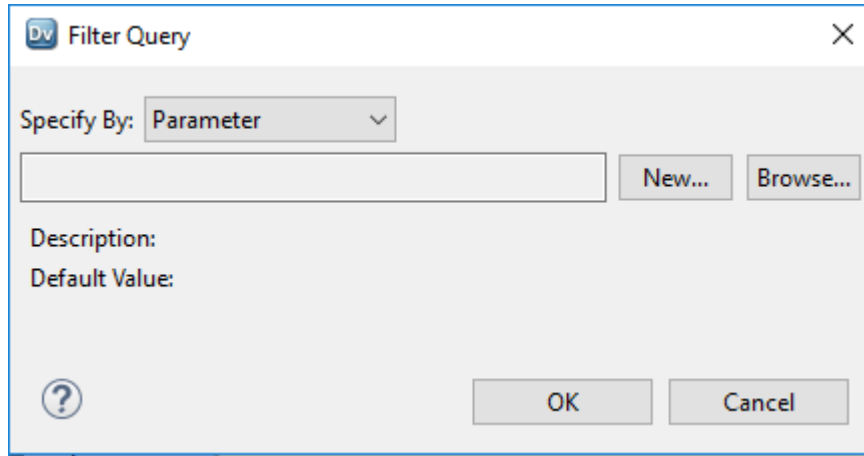 Dv Filter Query
Specify By: Parameter
New... Browse...
Description:
Default Value:
? OK Cancel